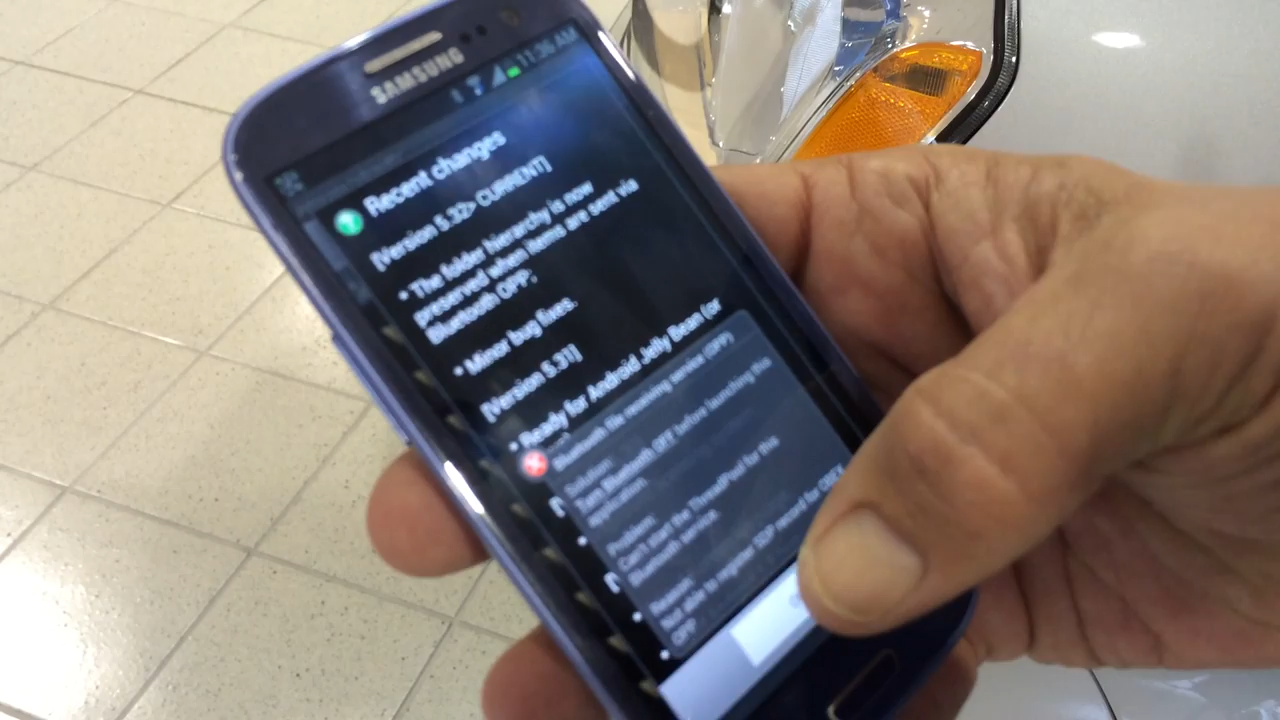 SAMSUNG
11:36 AM
Recent changes
[Version 5.32> CURRENT]
• The folder hierarchy is now
preserved when items are sent via
Bluetooth OPP.
• Minor bug fixes.
[Version 5.31]
• Ready for Android Jelly Bean (or
Bluetooth file receiving service (OPP)
Solution:
Turn Bluetooth OFF before launching this
application.
Problem:
Can't start the ThreadPool for this
Bluetooth service.
Reason:
Not able to register SDP record for OBEX
OPP